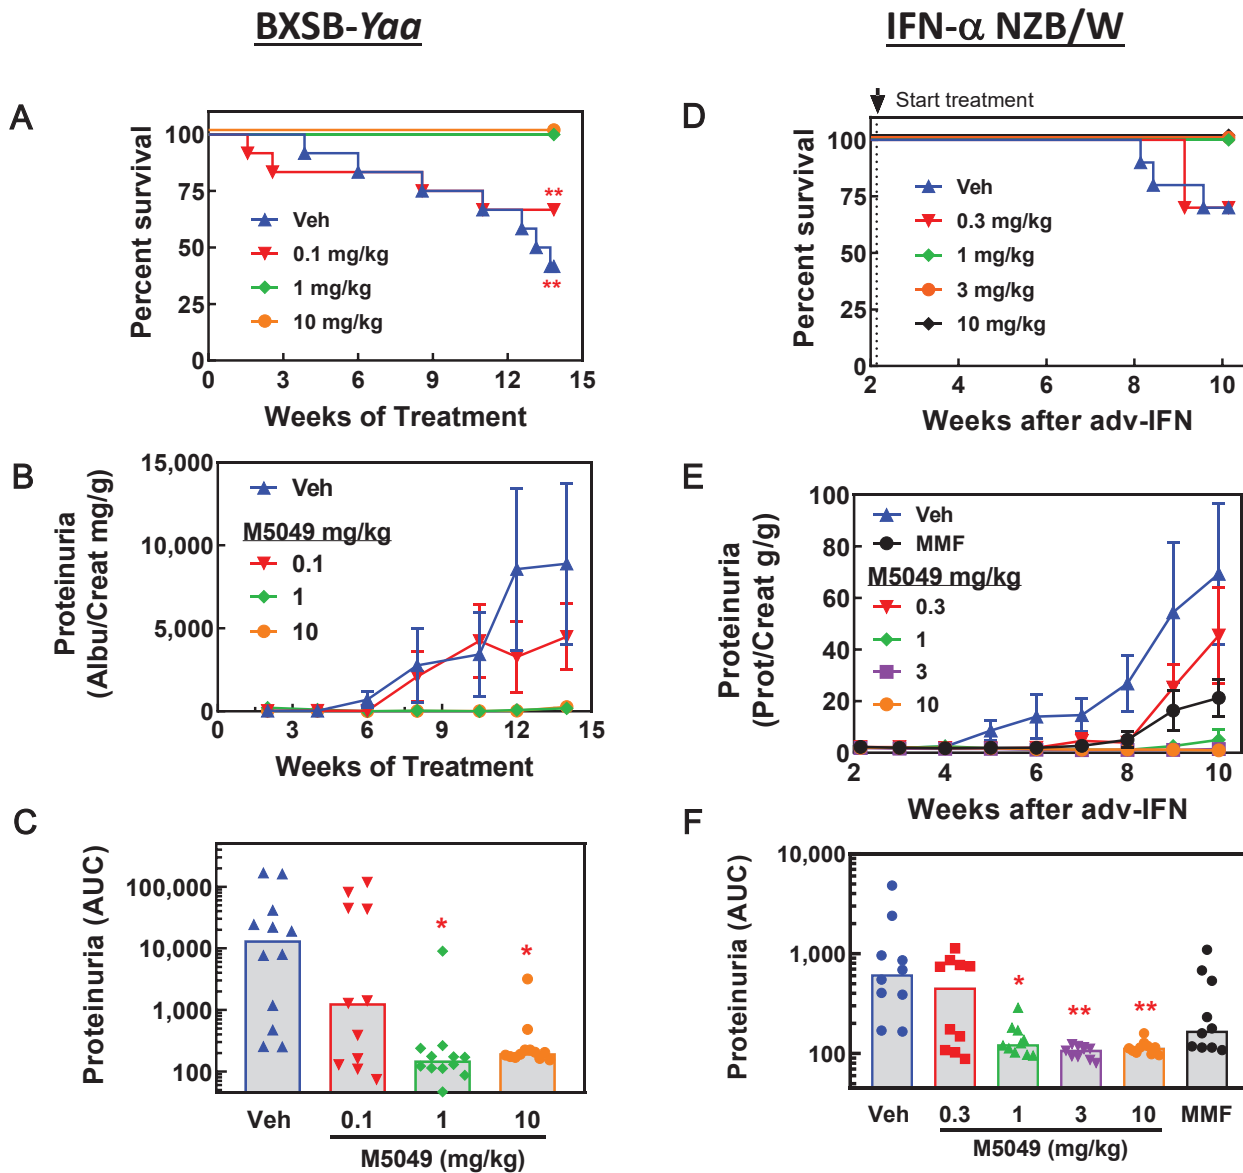 BXSB-Yaa
IFN-α NZB/W
A
Percent survival
100
75
50
25
0
**
**
Veh
0.1 mg/kg
1 mg/kg
10 mg/kg
0 3 6 9 12 15
Weeks of Treatment
D
Start treatment
Percent survival
100
75
50
25
0
Veh
0.3 mg/kg
1 mg/kg
3 mg/kg
10 mg/kg
2 4 6 8 10
Weeks after adv-IFN
B
Proteinuria
(Albu/Creat mg/g)
15,000
10,000
5,000
0
Veh
M5049 mg/kg
0.1
1
10
0 3 6 9 12 15
Weeks of Treatment
E
Proteinuria
(Prot/Creat g/g)
100
80
60
40
20
0
Veh
MMF
M5049 mg/kg
0.3
1
3
10
2 4 6 8 10
Weeks after adv-IFN
C
Proteinuria (AUC)
100,000
10,000
1,000
100
*
*
Veh 0.1 1 10
M5049 (mg/kg)
F
Proteinuria (AUC)
10,000
1,000
100
*
**
**
Veh 0.3 1 3 10 MMF
M5049 (mg/kg)